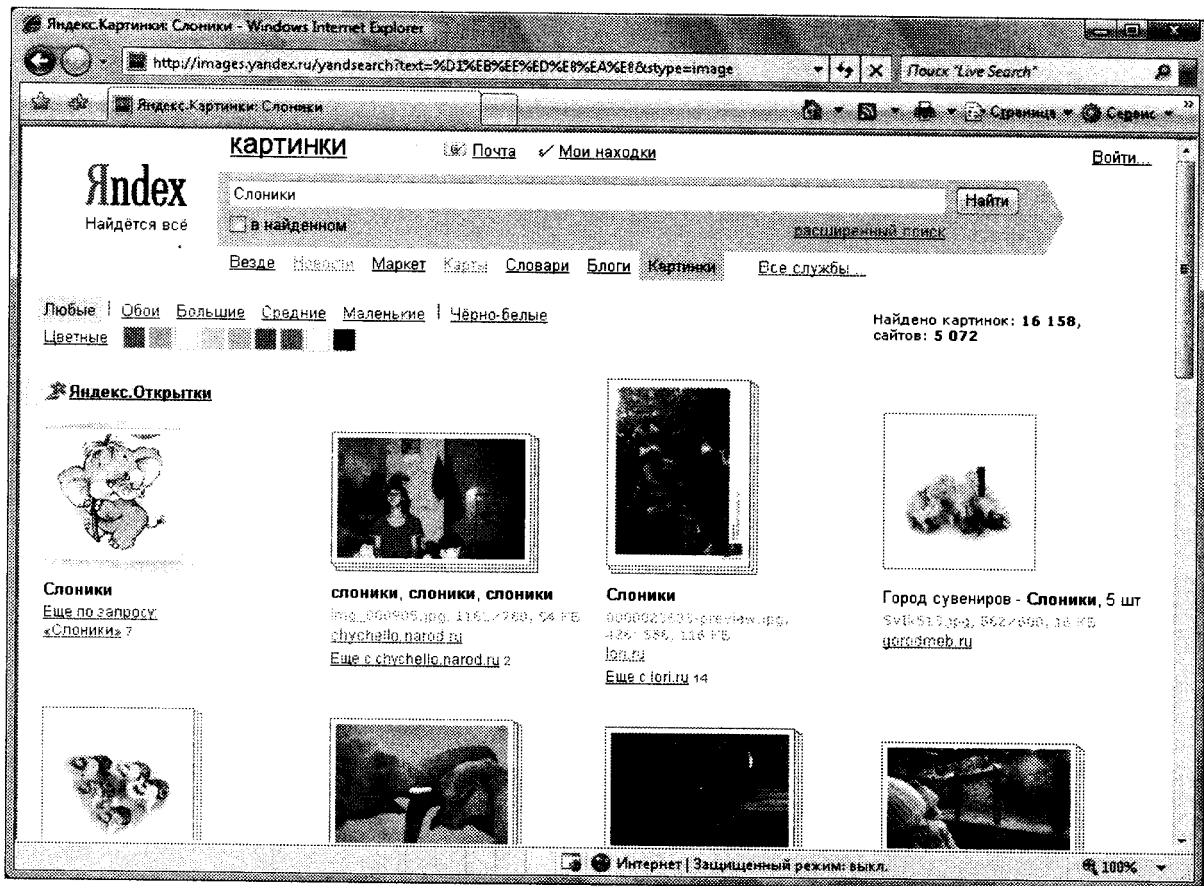 Яндекс.Картинки: Слоники - Windows Internet Explorer
http://images.yandex.ru/yandsearch?text=%D1%EB%EE%ED%E8%EA%E8&stype=image
Поиск "Live Search"
Яндекс.Картинки: Слоники
Страница
Сервис
картинки
Почта
Мои находки
Войти...
Яndex
Найдётся всё
Слоники
Найти
в найденном
расширенный поиск
Везде Новости Маркет Карты Словари Блоги Картинки Все службы...
Любые | Обои Большие Средние Маленькие | Чёрно-белые
Цветные
Найдено картинок: 16 158,
сайтов: 5 072
Яндекс.Открытки
Слоники
Еще по запросу
«Слоники» 7
слоники, слоники, слоники
chychello.narod.ru
Еще с chychello.narod.ru 2
Слоники
lori.ru
Еще с lori.ru 14
Город сувениров - Слоники, 5 шт
gorodmeb.ru
Интернет | Защищенный режим: выкл.
100%